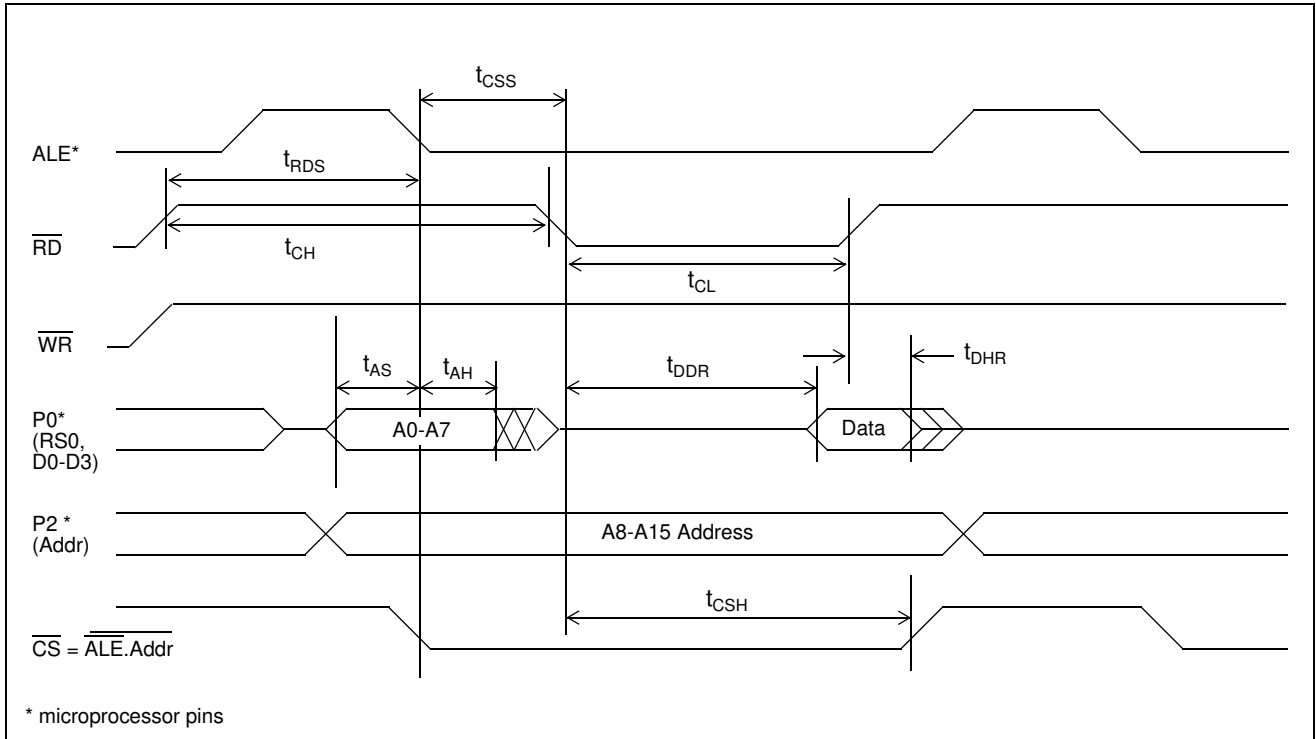 tCSS
ALE*
tRDS
RD
tCH
tCL
WR
tAS
tAH
tDDR
tDHR
P0*
(RS0,
D0-D3)
A0-A7
Data
P2 *
(Addr)
A8-A15 Address
tCSH
CS = ALE.Addr
* microprocessor pins